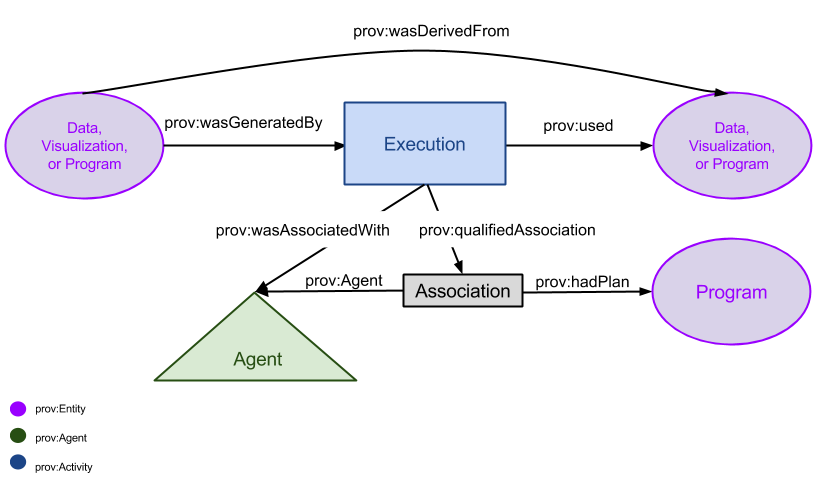 prov:wasDerivedFrom
Data,
Visualization,
or Program
prov:wasGeneratedBy
Execution
prov:used
Data,
Visualization,
or Program
prov:wasAssociatedWith
prov:qualifiedAssociation
prov:Agent
Association
prov:hadPlan
Program
Agent
prov:Entity
prov:Agent
prov:Activity